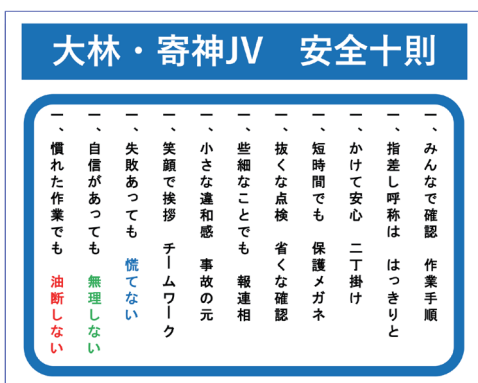 大林・寄神JV　安全十則
一、みんなで確認　作業手順
一、指差し呼称は　はっきりと
一、かけて安心　二丁掛け
一、短時間でも　保護メガネ
一、抜くな点検　省くな確認
一、些細なことでも　報連相
一、小さな違和感　事故の元
一、笑顔で挨拶　チームワーク
一、失敗あっても　慌てない
一、自信があっても　無理しない
一、慣れた作業でも　油断しない